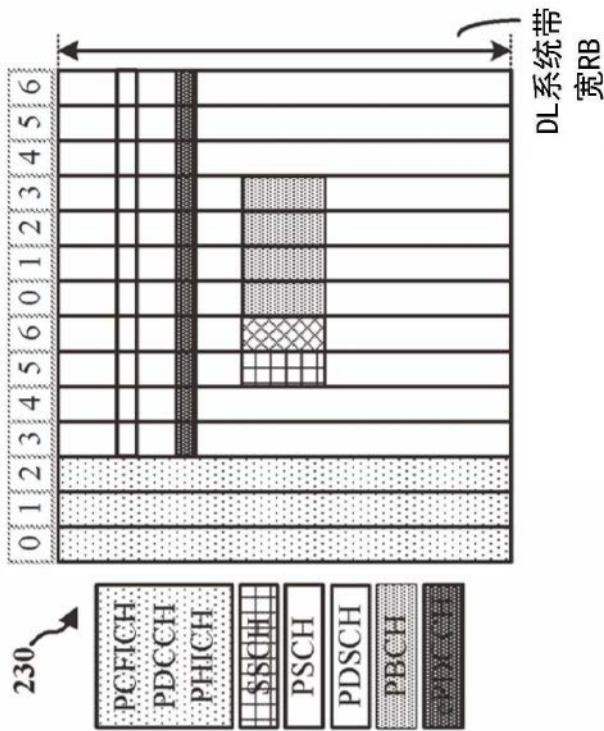 230
PCFICH
PDCCH
PHICH
SSCH
PSCH
PDSCH
PBCH
ePDCCH
0 1 2 3 4 5 6 0 1 2 3 4 5 6
DL系统带
宽RB